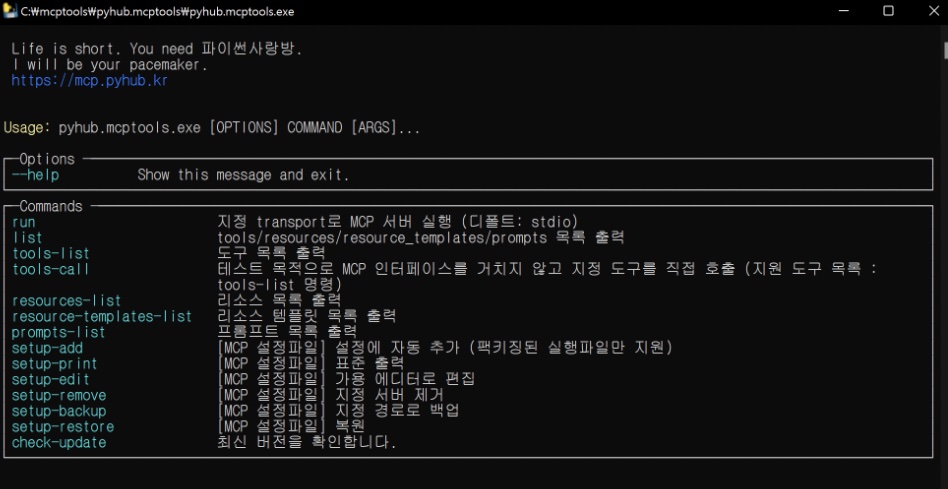 C:₩mcptools₩pyhub.mcptools₩pyhub.mcptools.exe
Life is short. You need 파이썬사랑방.
I will be your pacemaker.
https://mcp.pyhub.kr
Usage: pyhub.mcptools.exe [OPTIONS] COMMAND [ARGS]...
Options
--help Show this message and exit.
Commands
run 지정 transport로 MCP 서버 실행 (디폴트: stdio)
list tools/resources/resource_templates/prompts 목록 출력
tools-list 도구 목록 출력
tools-call 테스트 목적으로 MCP 인터페이스를 거치지 않고 지정 도구를 직접 호출 (지원 도구 목록 :
tools-list 명령)
resources-list 리소스 목록 출력
resource-templates-list 리소스 템플릿 목록 출력
prompts-list 프롬프트 목록 출력
setup-add [MCP 설정파일] 설정에 자동 추가 (팩키징된 실행파일만 지원)
setup-print [MCP 설정파일] 표준 출력
setup-edit [MCP 설정파일] 가용 에디터로 편집
setup-remove [MCP 설정파일] 지정 서버 제거
setup-backup [MCP 설정파일] 지정 경로로 백업
setup-restore [MCP 설정파일] 복원
check-update 최신 버전을 확인합니다.